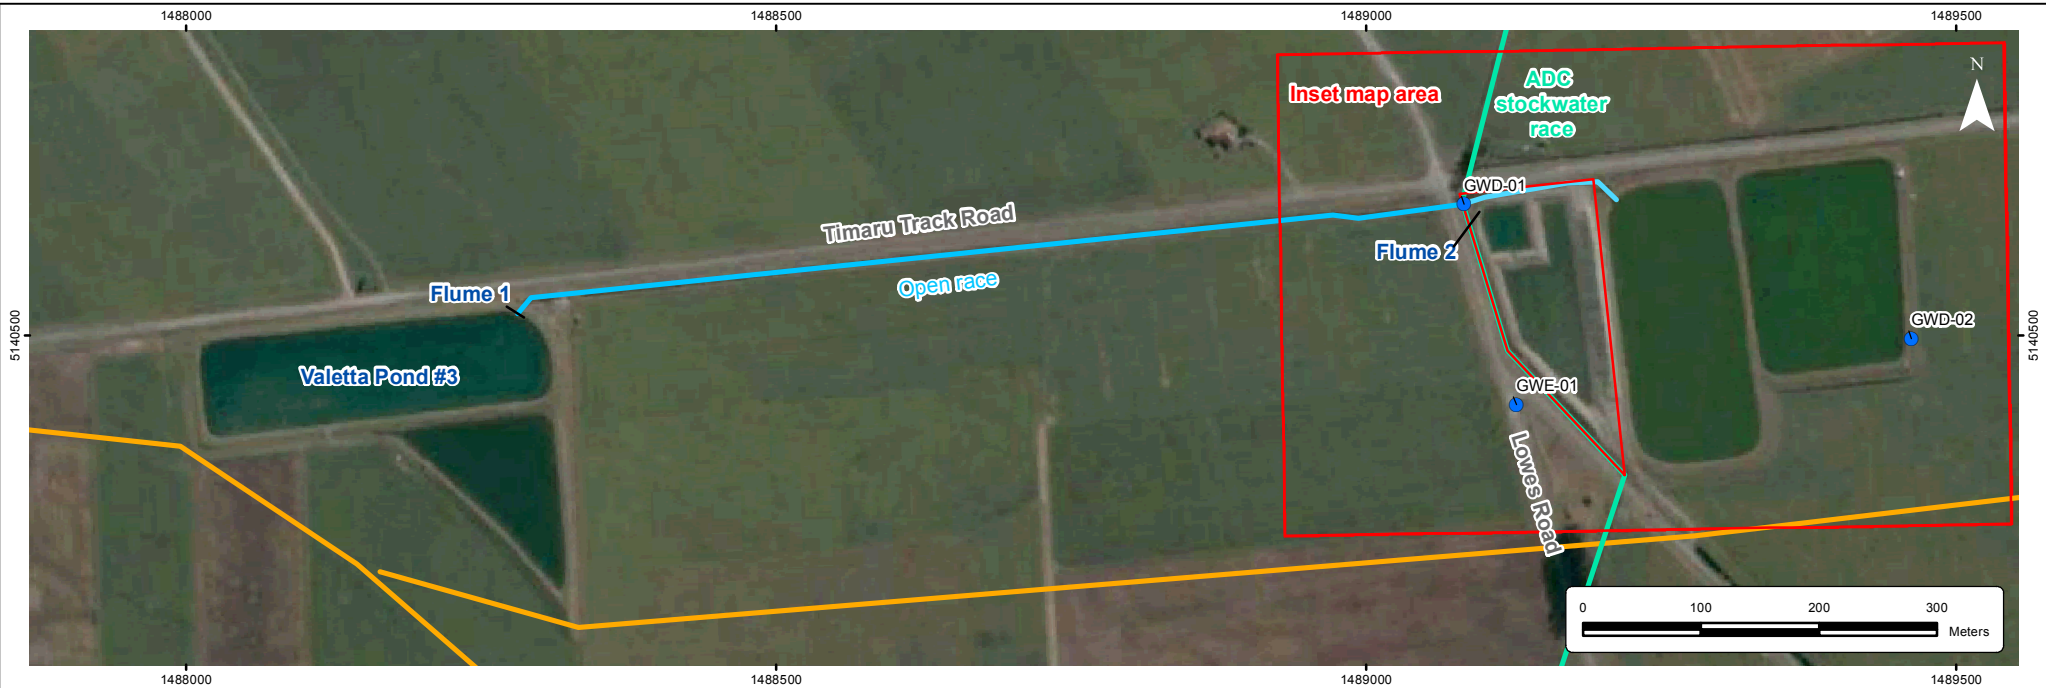 1488000
1488500
1489000
1489500
N
Inset map area
ADC
stockwater
race
GWD-01
Timaru Track Road
Flume 2
Open race
Flume 1
5140500
5140500
GWD-02
Valetta Pond #3
GWE-01
Lowes Road
0
100
200
300
Meters
1488000
1488500
1489000
1489500